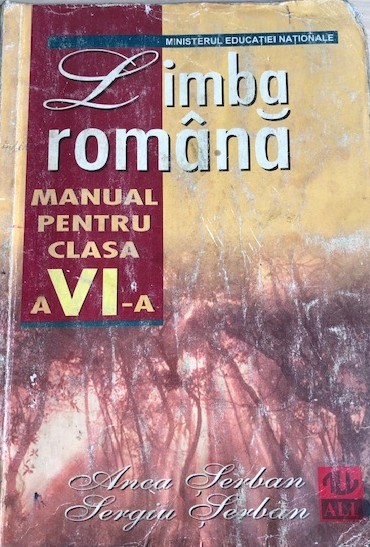 MINISTERUL EDUCAȚIEI NAȚIONALE
Limba
română
MANUAL
PENTRU
CLASA
A VI-A
Anca Șerban
Sergiu Șerban
ALL